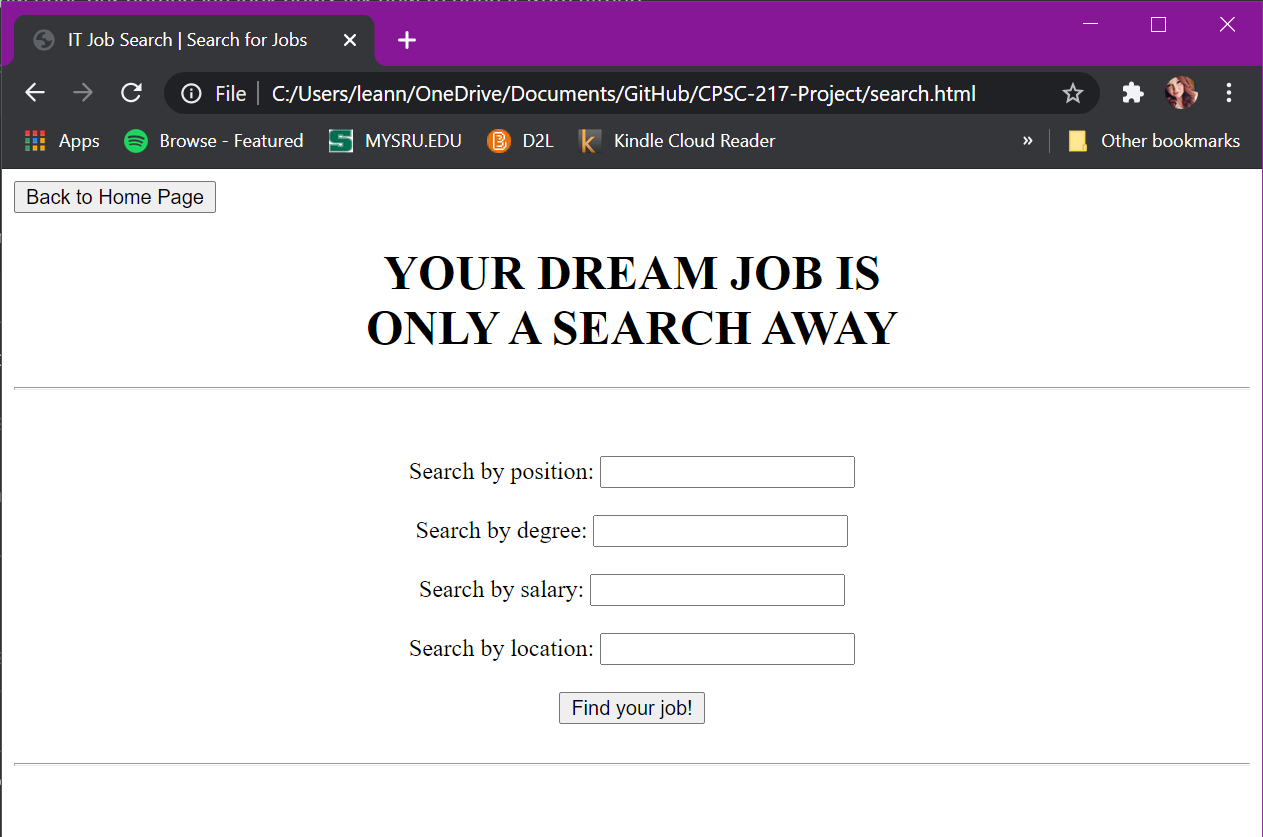 IT Job Search | Search for Jobs
File C:/Users/leann/OneDrive/Documents/GitHub/CPSC-217-Project/search.html
Apps Browse - Featured MYSRU.EDU D2L Kindle Cloud Reader » Other bookmarks
Back to Home Page
YOUR DREAM JOB IS
ONLY A SEARCH AWAY
Search by position:
Search by degree:
Search by salary:
Search by location:
Find your job!